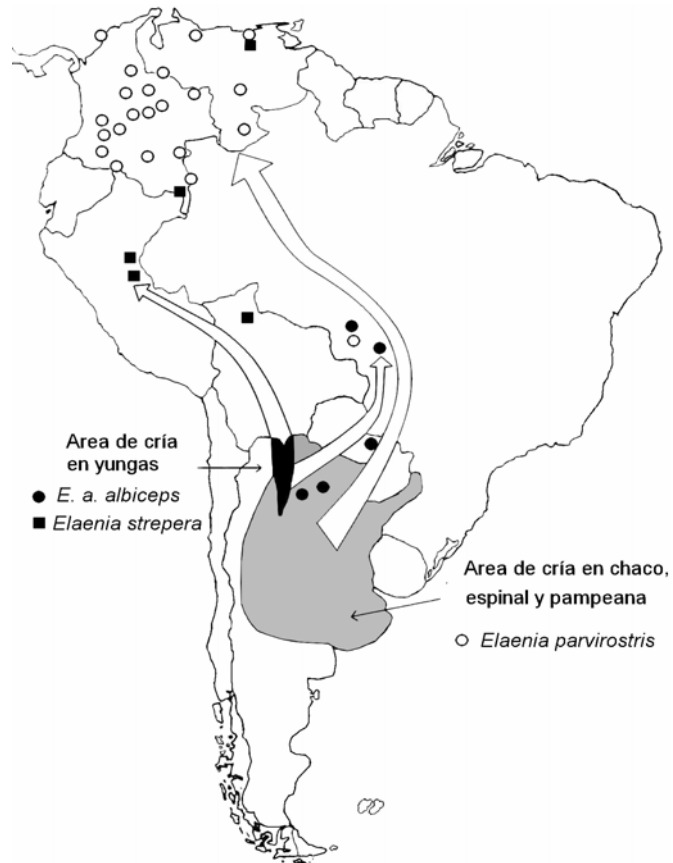 Area de cría
en yungas
E. a. albiceps
Elaenia strepera
Area de cría en chaco,
espinal y pampeana
Elaenia parvirostris